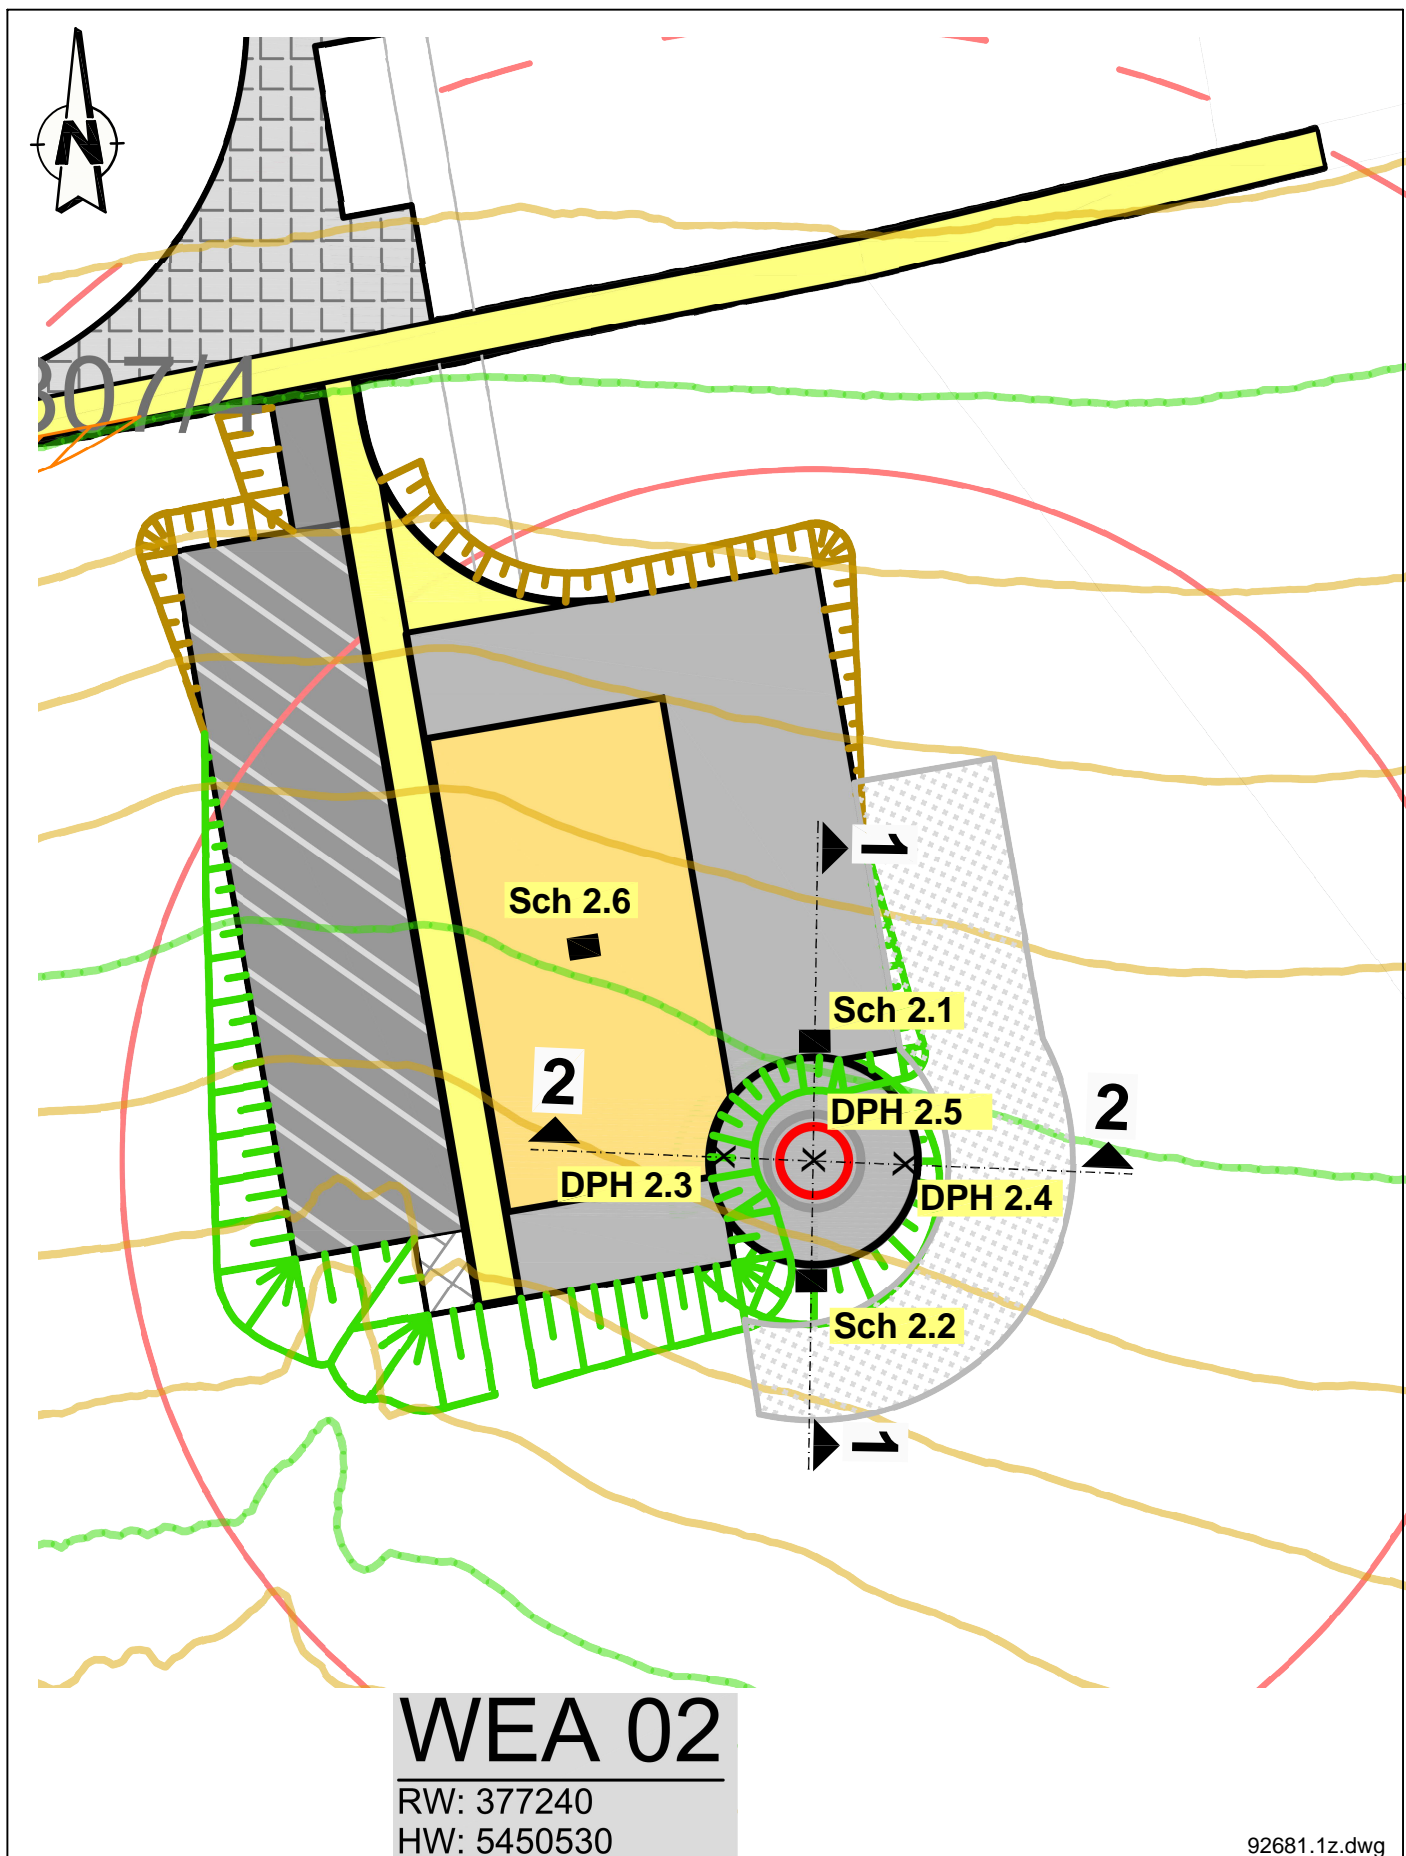 N
807/4
1
Sch 2.6
Sch 2.1
2
2
DPH 2.5
DPH 2.3
DPH 2.4
Sch 2.2
1
WEA 02
RW: 377240
HW: 5450530
92681.1z.dwg